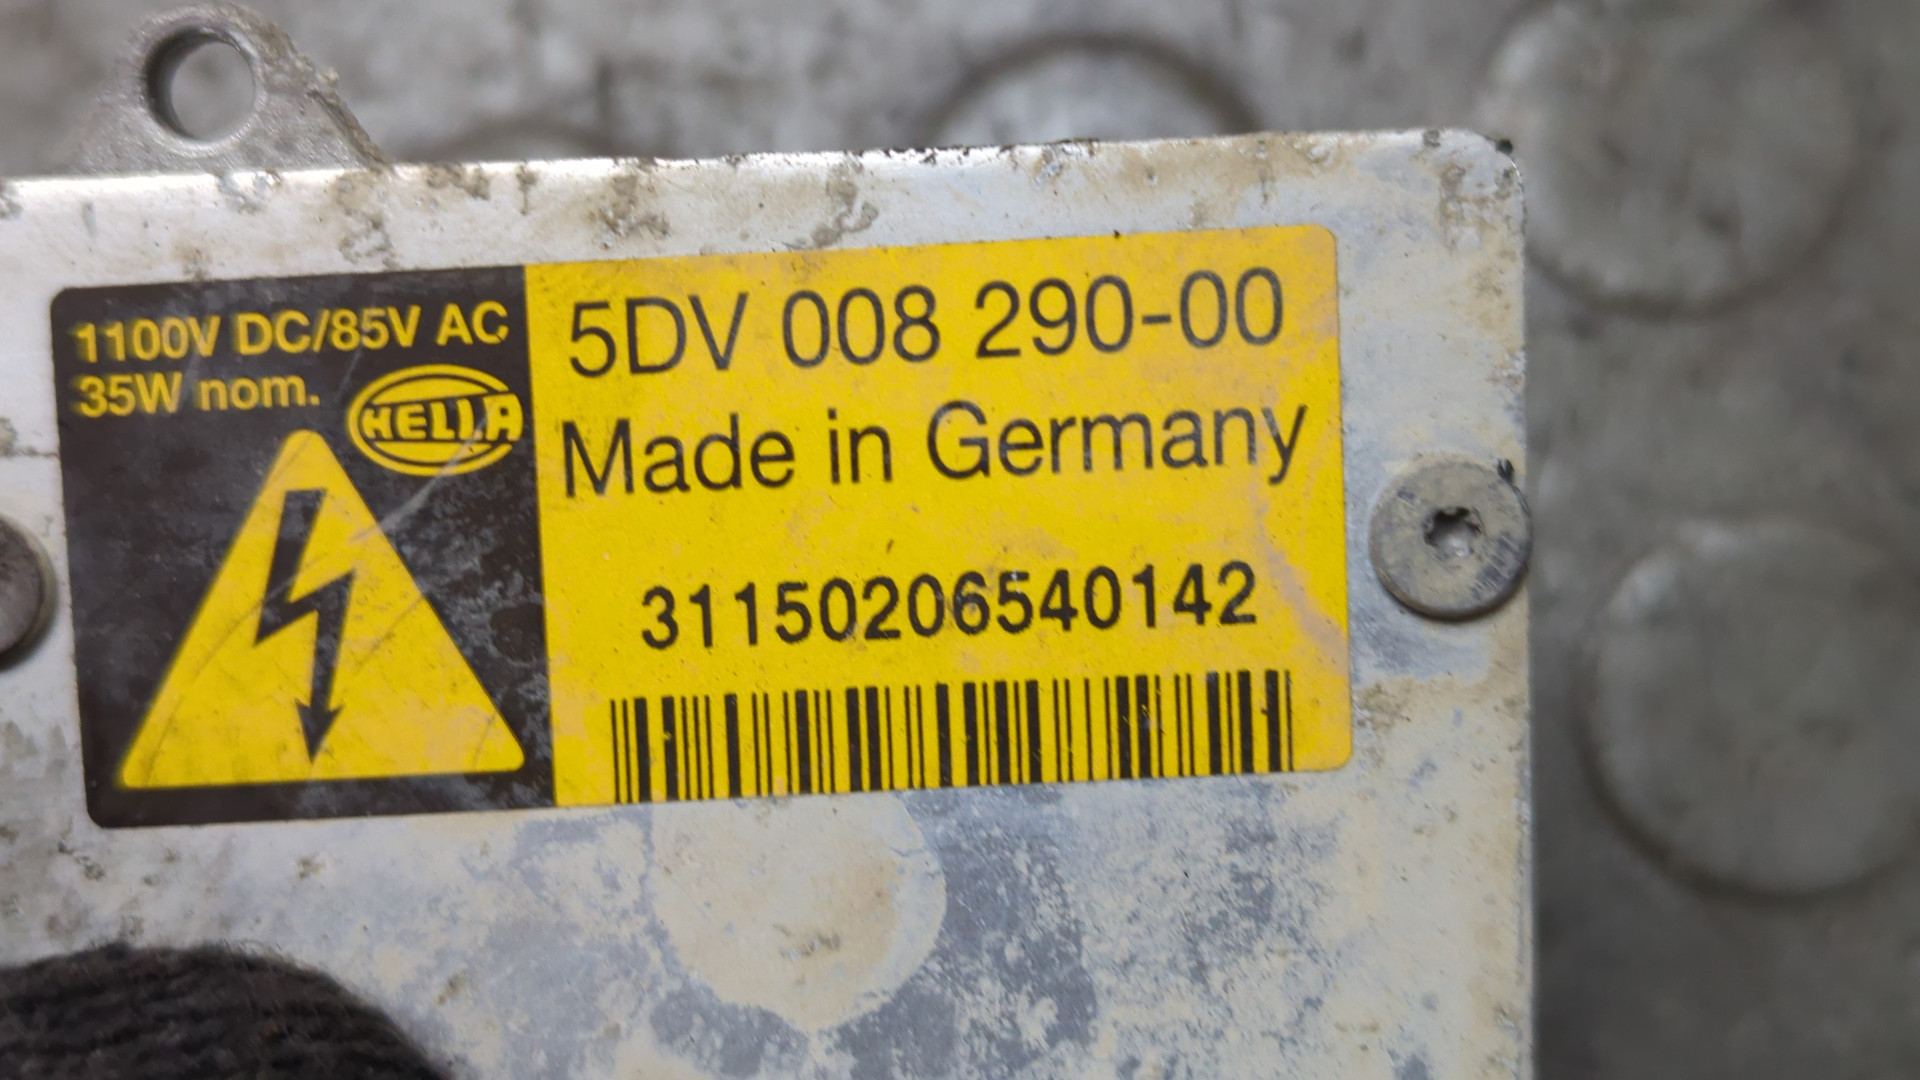 1100V DC/85V AC
35W nom.
HELLA
5DV 008 290-00
Made in Germany
31150206540142